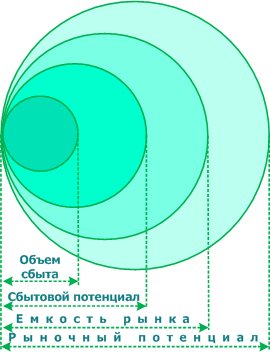 Объем
сбыта
Сбытовой потенциал
Емкость рынка
Рыночный потенциал